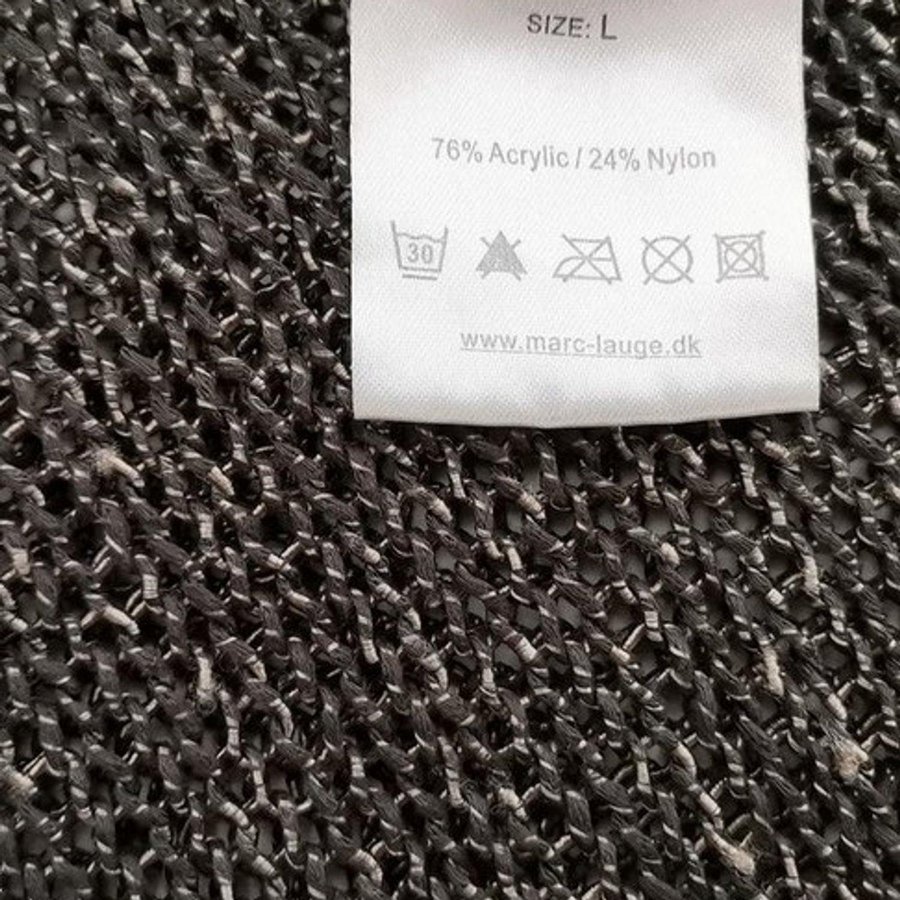 SIZE: L
76% Acrylic / 24% Nylon
30
www.marc-lauge.dk